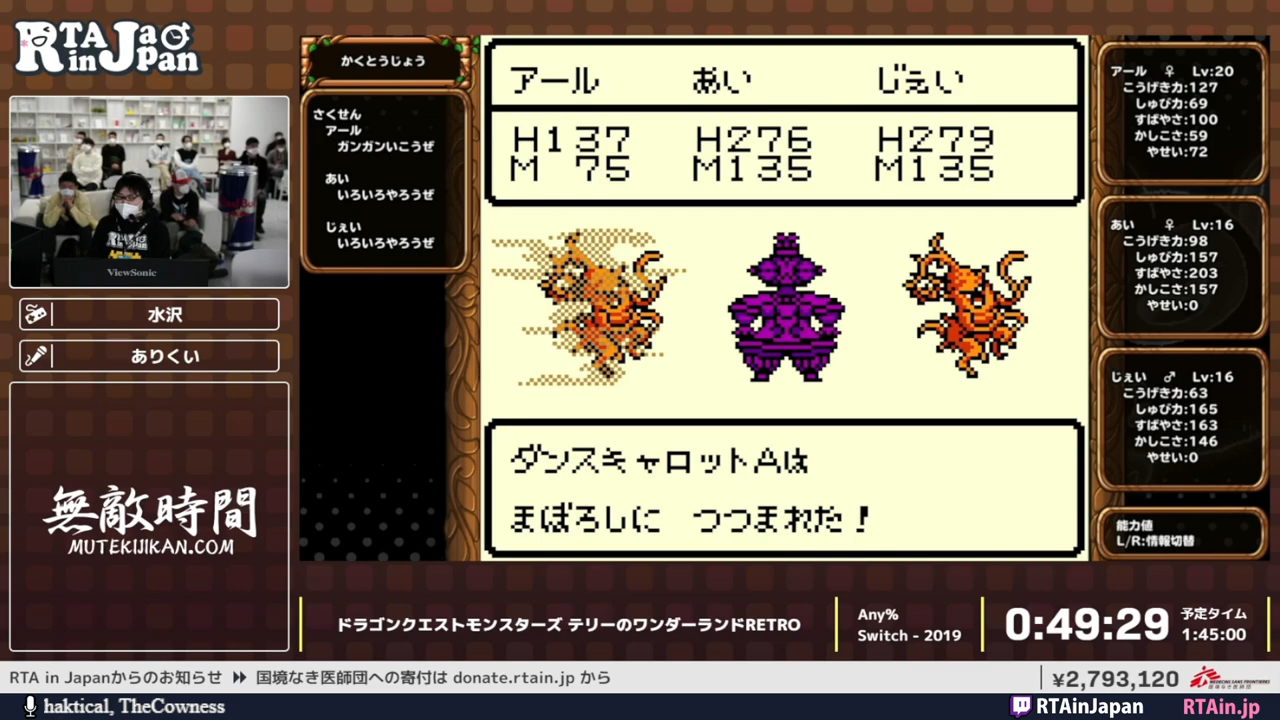 RTA in Japan
ViewSonic
水沢
ありくい
無敵時間
MUTEKIJIKAN.COM
かくとうじょう
さくせん
アール
ガンガンいこうぜ
あい
いろいろやろうぜ
じぇい
いろいろやろうぜ
アール あい じぇい
H137 H276 H279
M 75 M135 M135
ダンスキャロットAは
まぼろしに つつまれた!
アール ♀ Lv:20
こうげき力:127
しゅび力:69
すばやさ:100
かしこさ:59
やせい:72
あい ♀ Lv:16
こうげき力:98
しゅび力:157
すばやさ:203
かしこさ:157
やせい:0
じぇい ♂ Lv:16
こうげき力:63
しゅび力:165
すばやさ:163
かしこさ:146
やせい:0
能力値
L/R:情報切替
ドラゴンクエストモンスターズ テリーのワンダーランドRETRO
Any%
Switch - 2019
0:49:29
予定タイム
1:45:00
RTA in Japanからのお知らせ 国境なき医師団への寄付は donate.rtain.jp から
¥2,793,120
MEDECINS SANS FRONTIERES
国境なき医師団
haktical, TheCowness
RTAinJapan
RTAin.jp